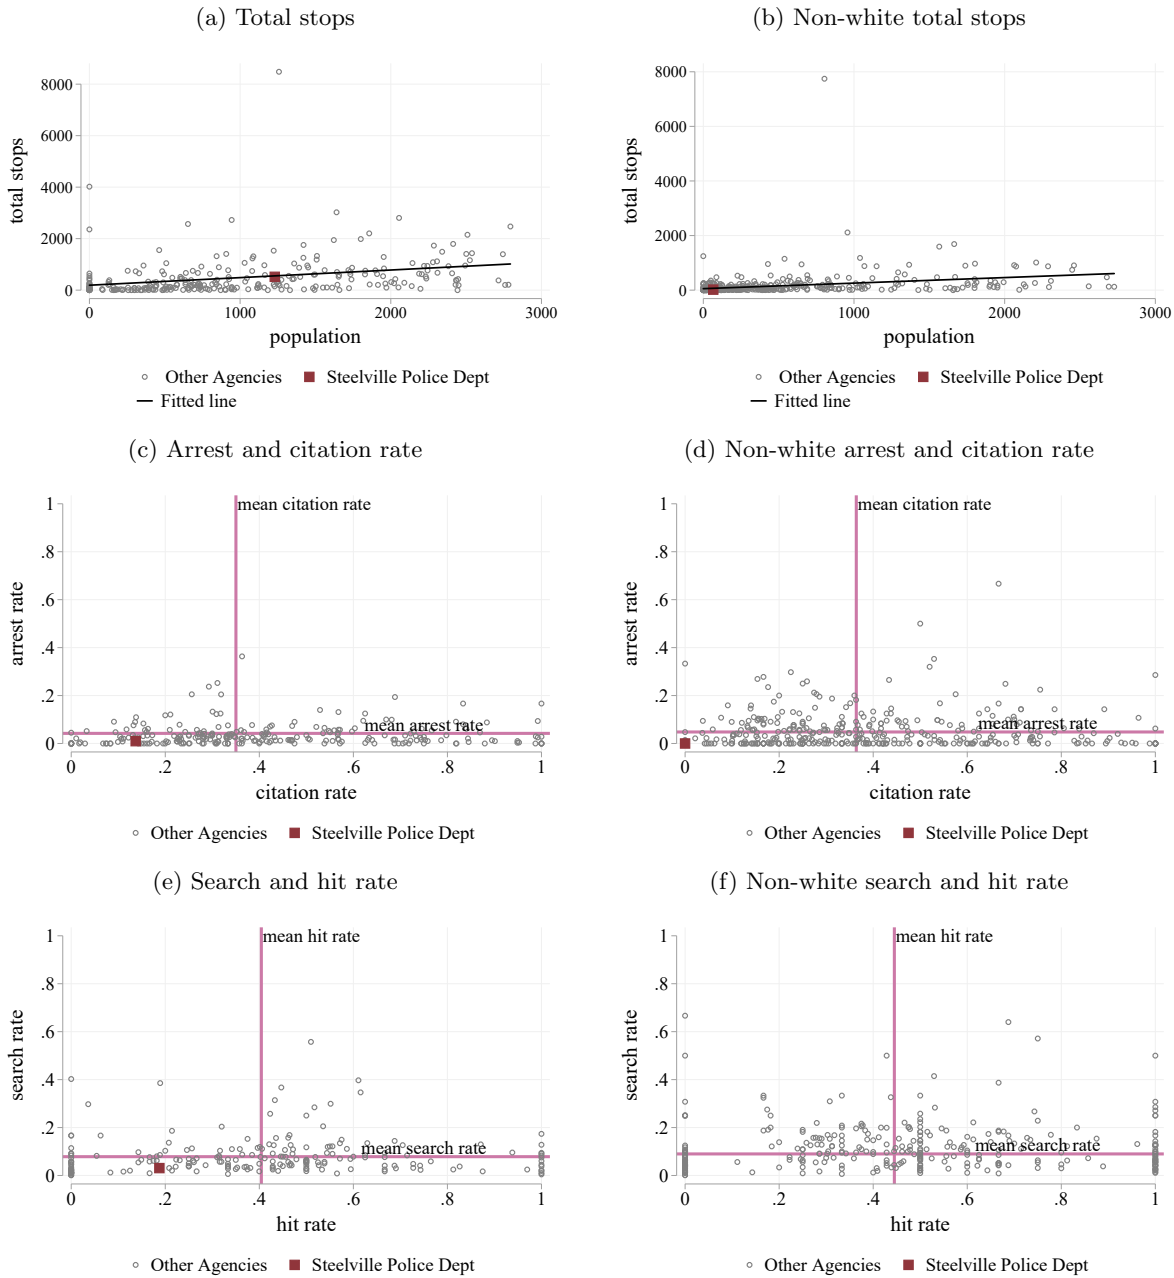 (a) Total stops
(b) Non-white total stops
total stops
8000
6000
4000
2000
0
0 1000 2000 3000
population
Other Agencies Steelville Police Dept
Fitted line
total stops
8000
6000
4000
2000
0
0 1000 2000 3000
population
Other Agencies Steelville Police Dept
Fitted line
(c) Arrest and citation rate
(d) Non-white arrest and citation rate
arrest rate
1
.8
.6
.4
.2
0
mean citation rate
mean arrest rate
0 .2 .4 .6 .8 1
citation rate
Other Agencies Steelville Police Dept
arrest rate
1
.8
.6
.4
.2
0
mean citation rate
mean arrest rate
0 .2 .4 .6 .8 1
citation rate
Other Agencies Steelville Police Dept
(e) Search and hit rate
(f) Non-white search and hit rate
search rate
1
.8
.6
.4
.2
0
mean hit rate
mean search rate
0 .2 .4 .6 .8 1
hit rate
Other Agencies Steelville Police Dept
search rate
1
.8
.6
.4
.2
0
mean hit rate
mean search rate
0 .2 .4 .6 .8 1
hit rate
Other Agencies Steelville Police Dept